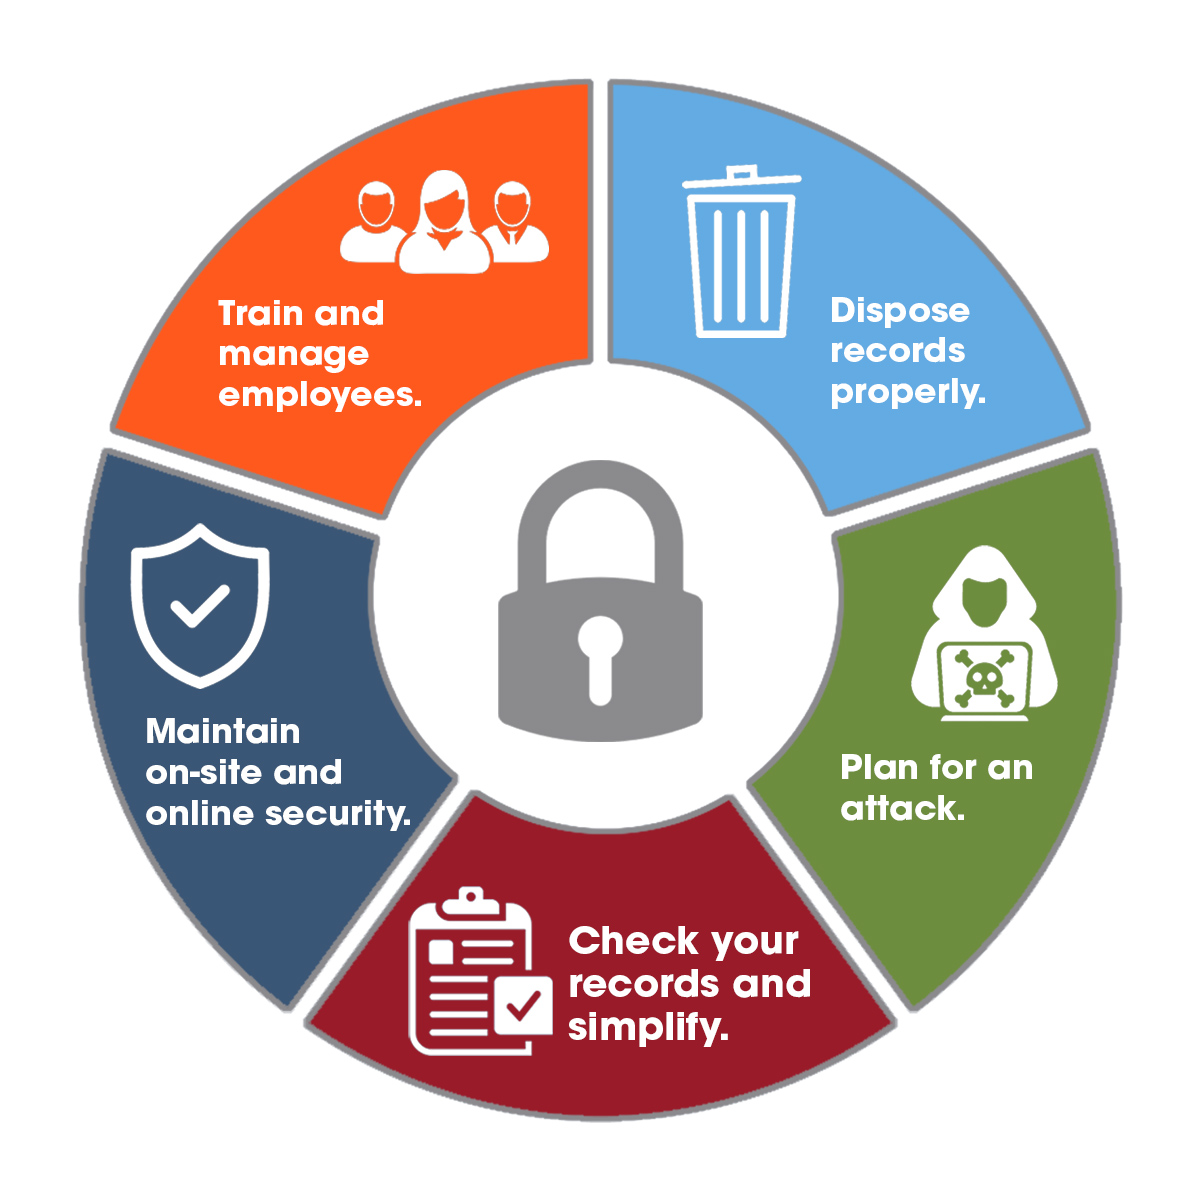 Train and
manage
employees.
Dispose
records
properly.
Maintain
on-site and
online security.
Plan for an
attack.
Check your
records and
simplify.